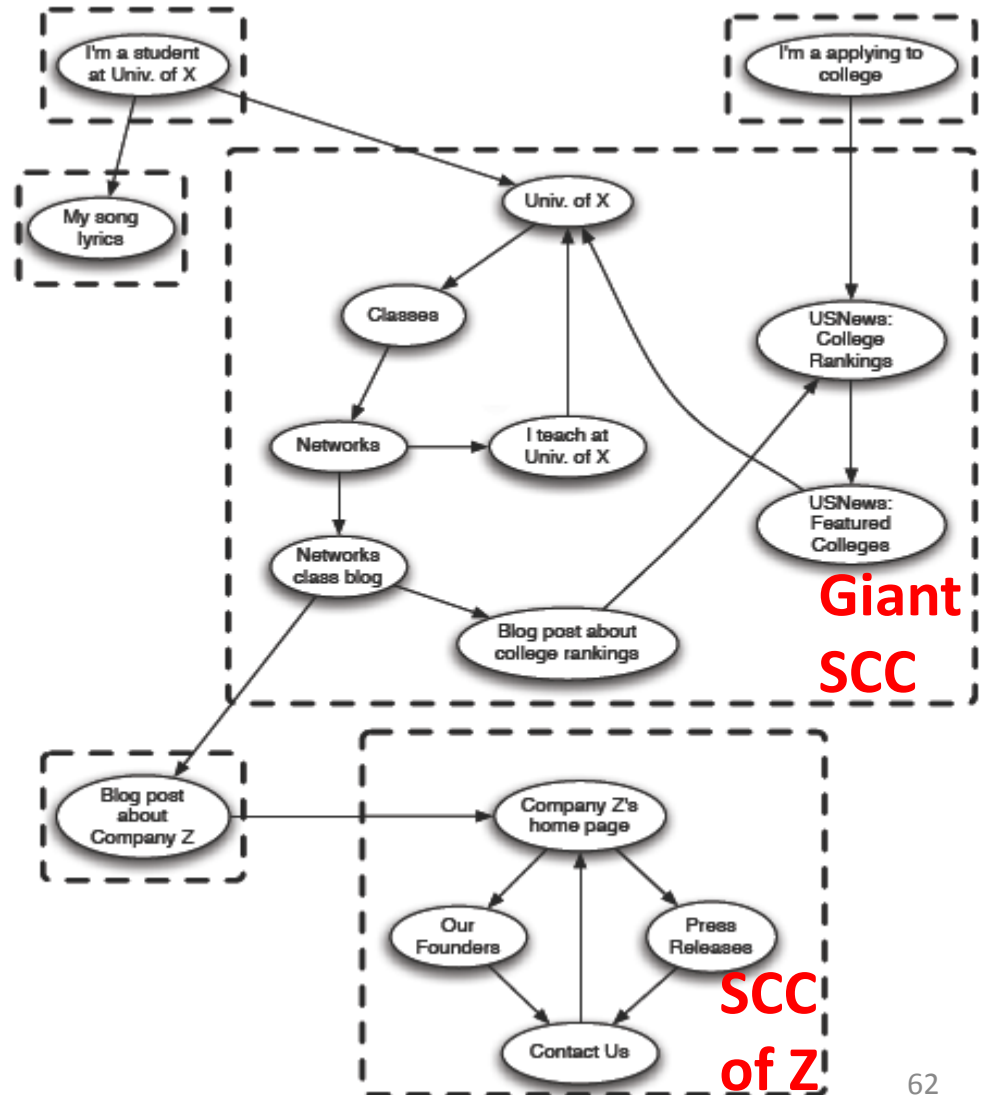 I'm a student
at Univ. of X
I'm a applying to
college
My song
lyrics
Univ. of X
Classes
USNews:
College
Rankings
Networks
I teach at
Univ. of X
USNews:
Featured
Colleges
Networks
class blog
Giant
SCC
Blog post about
college rankings
Blog post
about
Company Z
Company Z's
home page
Our
Founders
Press
Releases
SCC
of Z
Contact Us
62